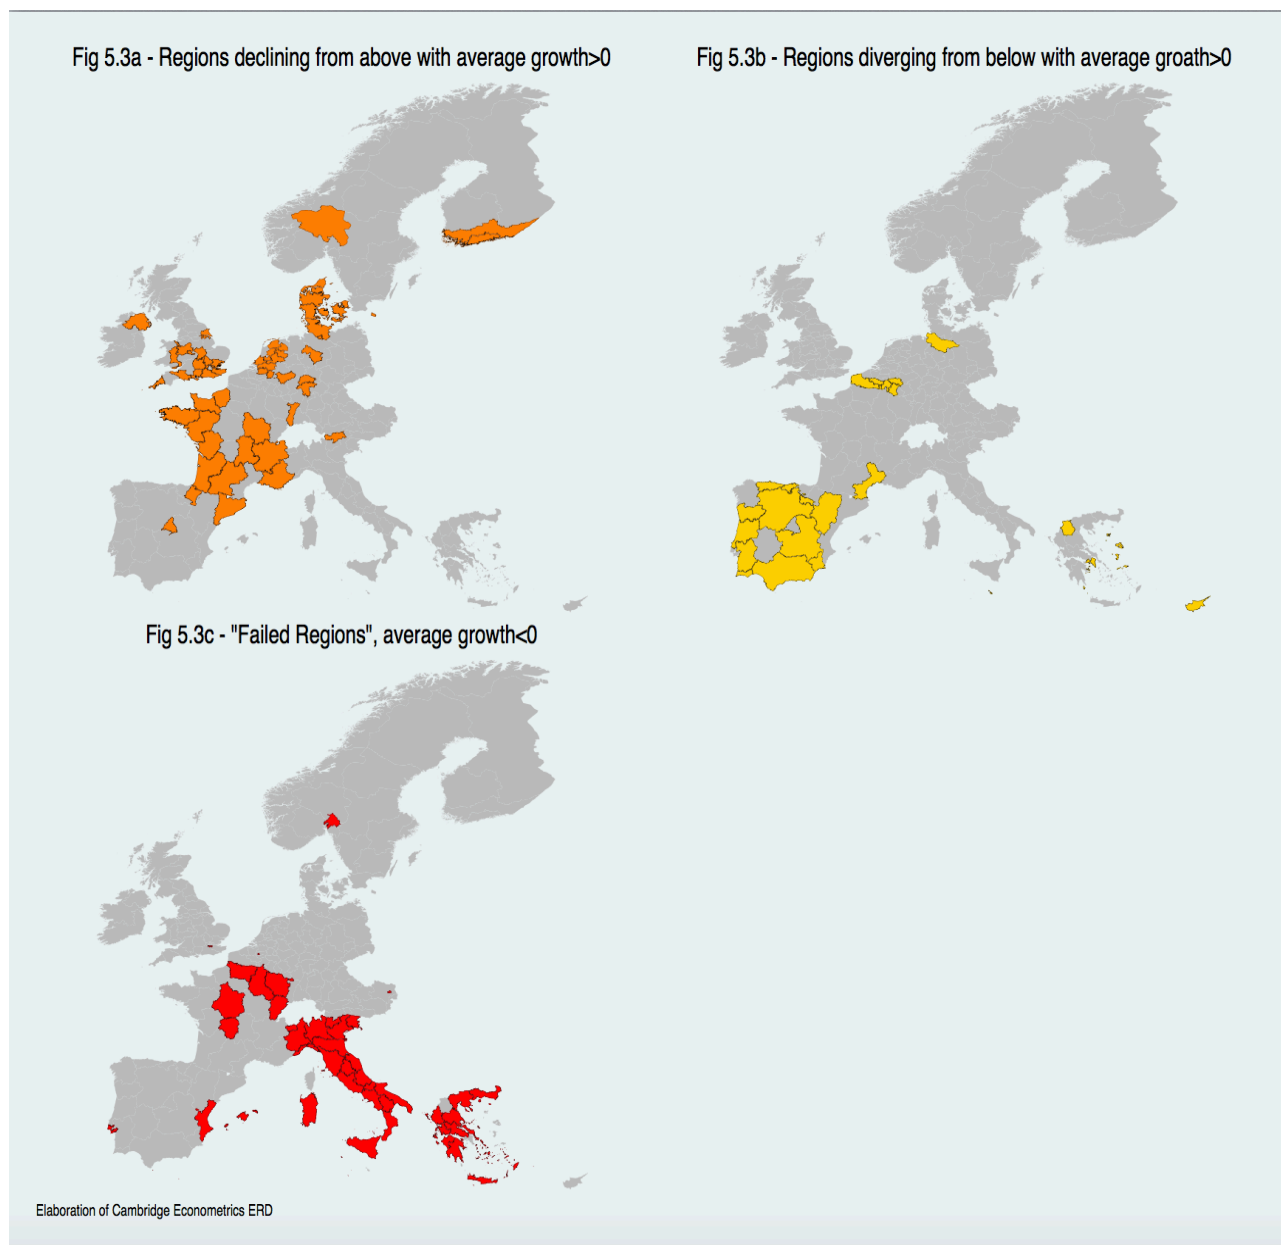 Fig 5.3a - Regions declining from above with average growth>0
Fig 5.3b - Regions diverging from below with average groath>0
Fig 5.3c - "Failed Regions", average growth<0
Elaboration of Cambridge Econometrics ERD